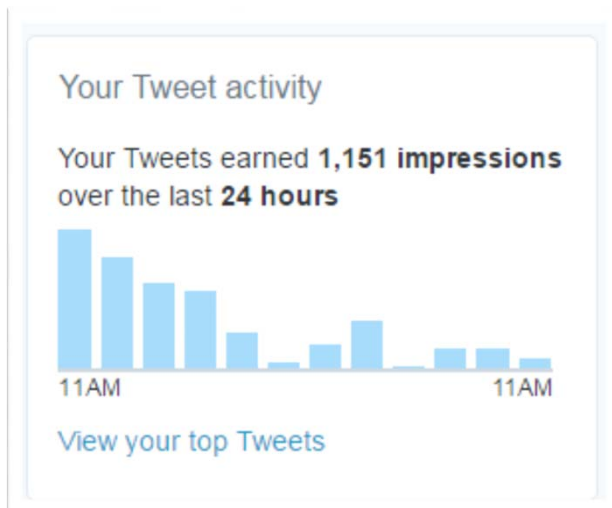 Your Tweet activity
Your Tweets earned 1,151 impressions
over the last 24 hours
11AM 11AM
View your top Tweets